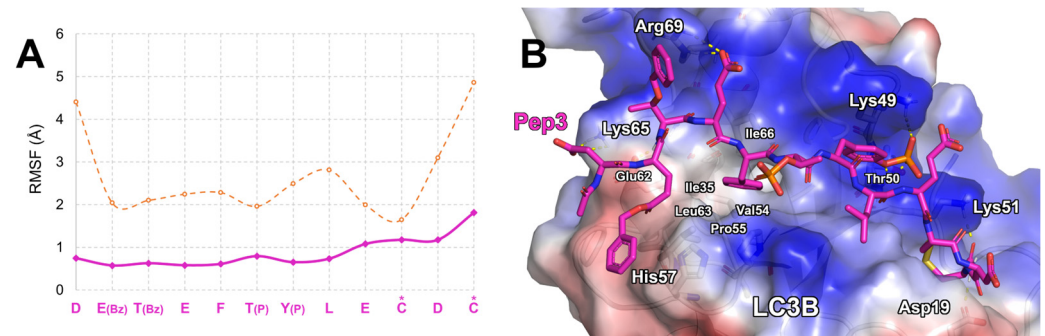 A
RMSF (Å)
6
5
4
3
2
1
0
D E(Bz) T(Bz) E F T(P) Y(P) L E C* D C*
B
Arg69
Lys49
Pep3
Lys65
Ile66
Glu62
Thr50
Ile35
Leu63
Val54
Lys51
Pro55
His57
LC3B
Asp19